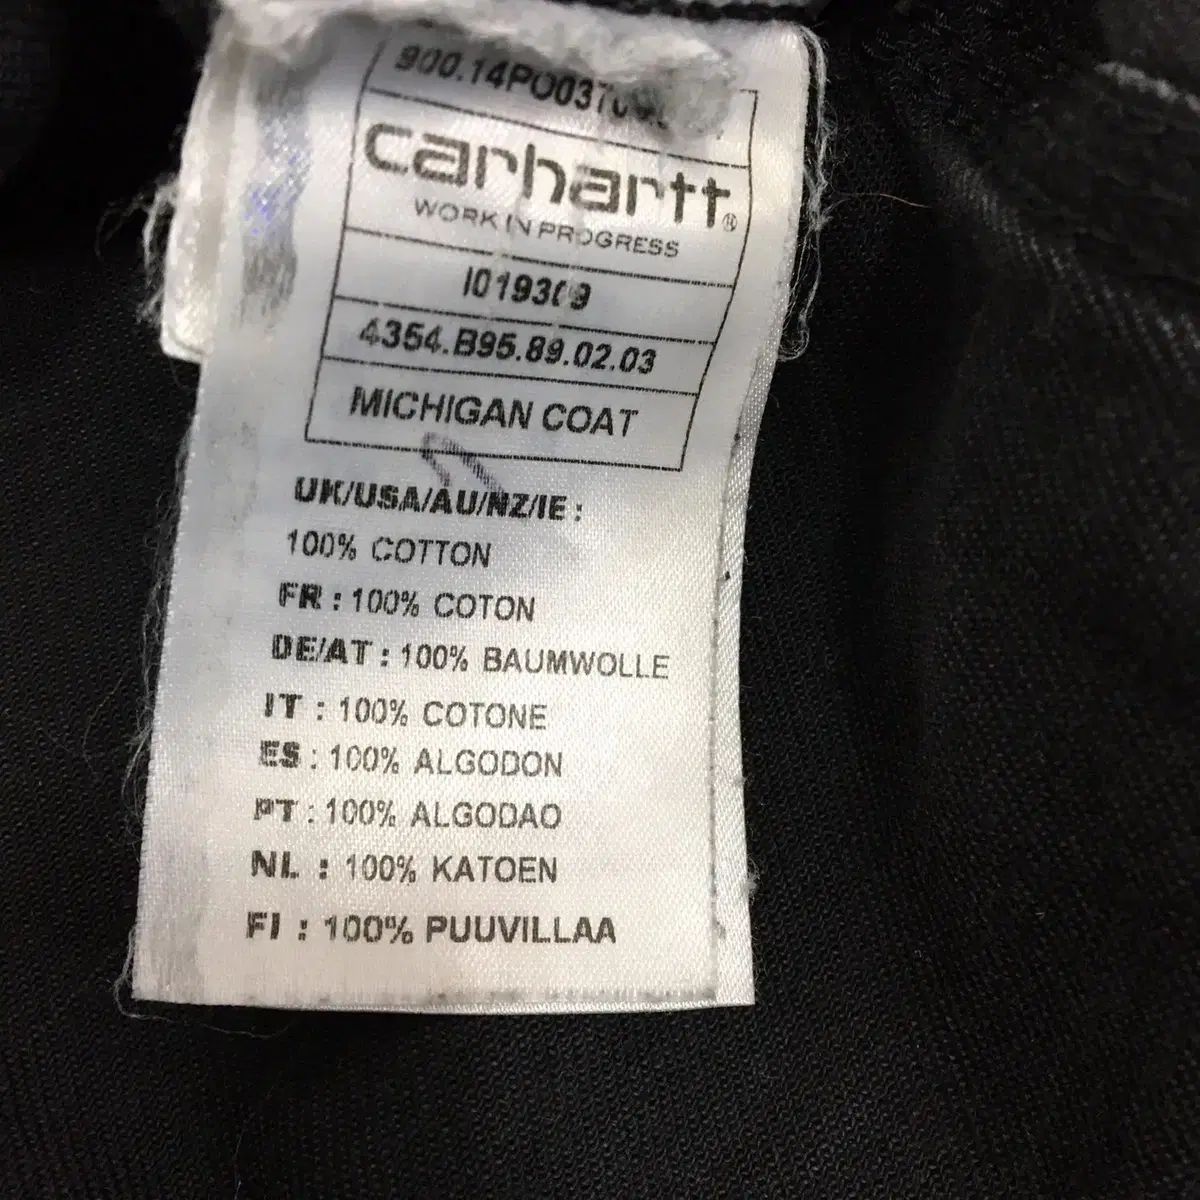 carhartt®
WORK IN PROGRESS
I019309
4354.B95.89.02.03
MICHIGAN COAT
UK/USA/AU/NZ/IE :
100% COTTON
FR : 100% COTON
DE/AT : 100% BAUMWOLLE
IT : 100% COTONE
ES : 100% ALGODON
PT : 100% ALGODAO
NL : 100% KATOEN
FI : 100% PUUVILLAA